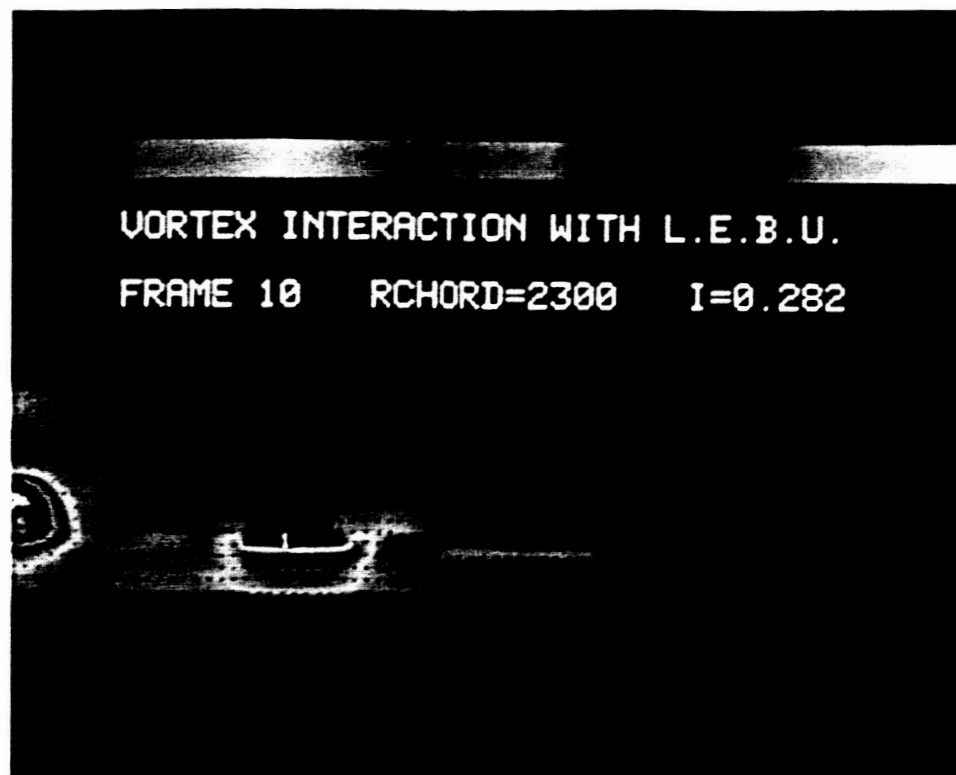 VORTEX INTERACTION WITH L.E.B.U.
FRAME 10 RCHORD=2300 I=0.282